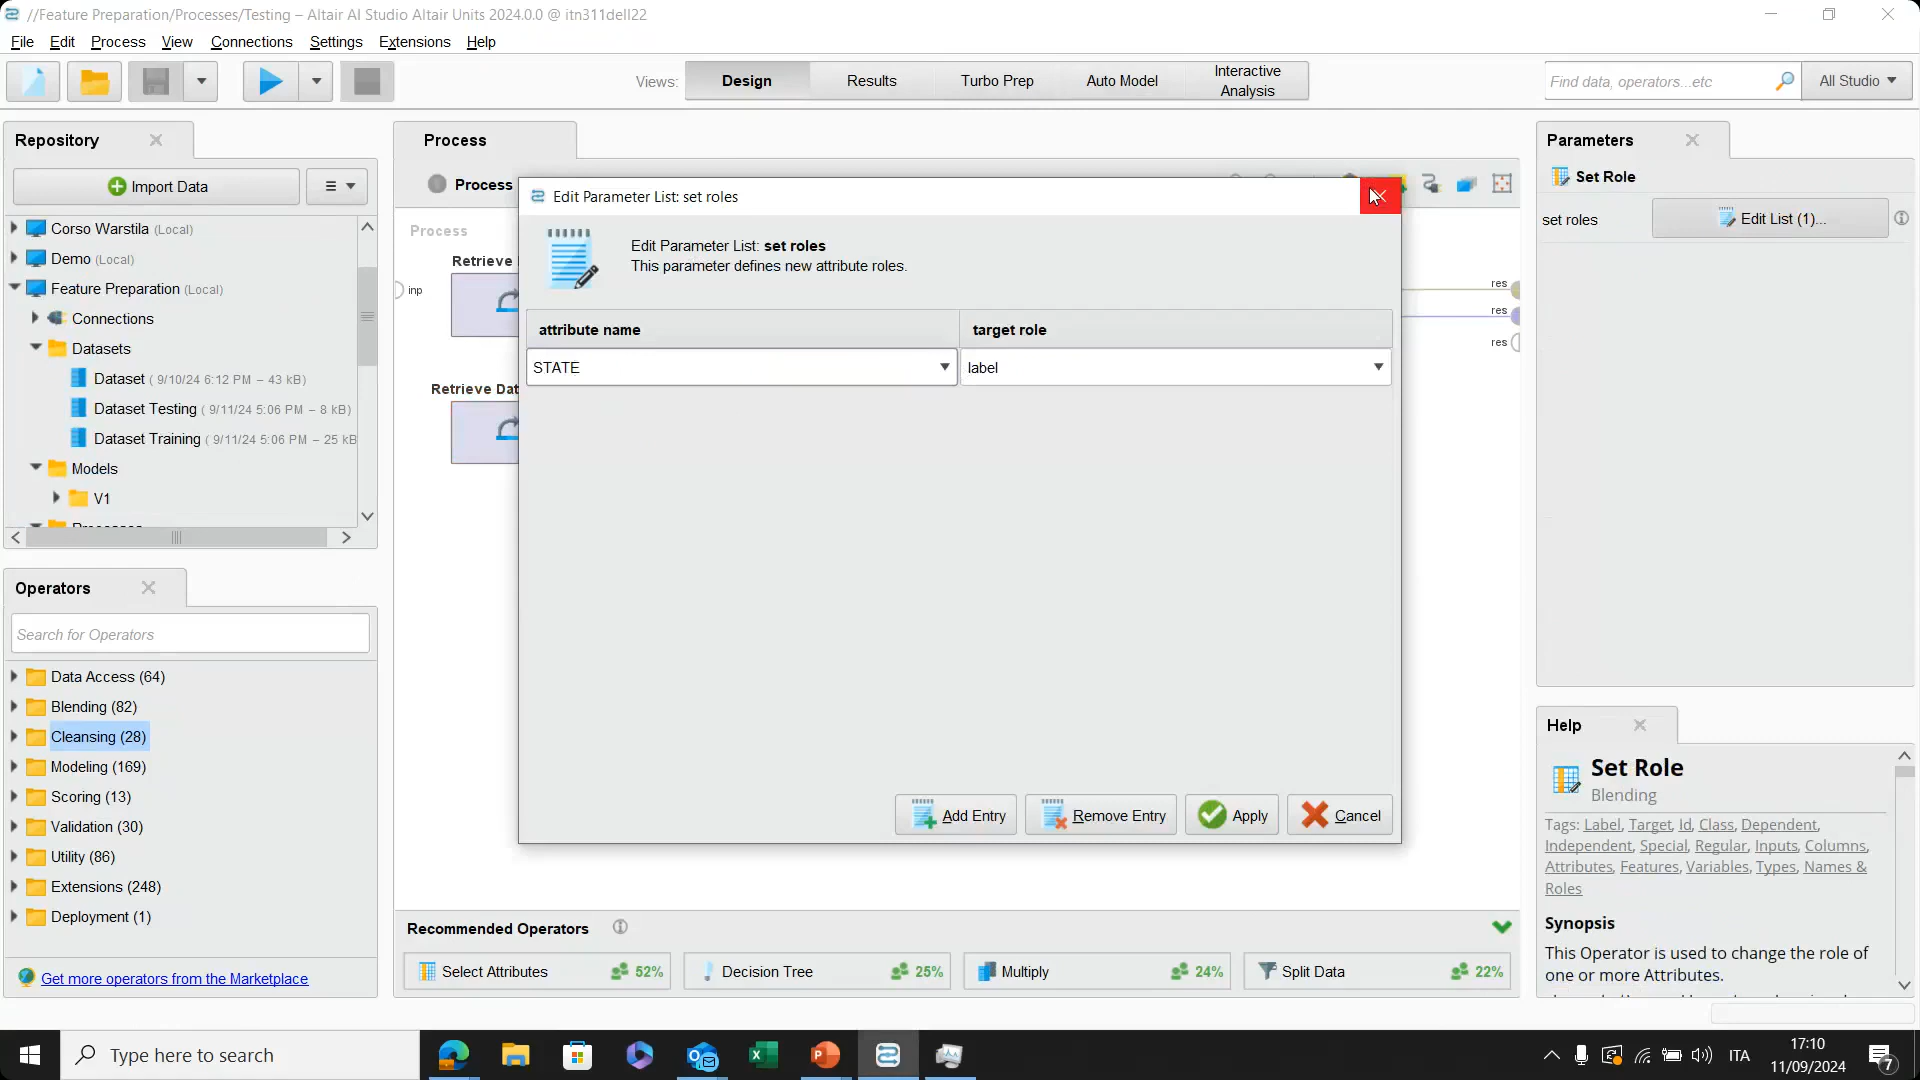 //Feature Preparation/Processes/Testing – Altair AI Studio Altair Units 2024.0.0 @ itn311dell22
File Edit Process View Connections Settings Extensions Help
Views: Design Results Turbo Prep Auto Model Interactive Analysis
Find data, operators...etc All Studio
Repository
Import Data
Corso Warstila (Local)
Demo (Local)
Feature Preparation (Local)
Connections
Datasets
Dataset ( 9/10/24 6:12 PM – 43 kB)
Dataset Testing ( 9/11/24 5:06 PM – 8 kB)
Dataset Training ( 9/11/24 5:06 PM – 25 kB
Models
V1
Operators
Search for Operators
Data Access (64)
Blending (82)
Cleansing (28)
Modeling (169)
Scoring (13)
Validation (30)
Utility (86)
Extensions (248)
Deployment (1)
Get more operators from the Marketplace
Process
Process
Process
Retrieve
inp
Retrieve Dat
res
res
res
Edit Parameter List: set roles
Edit Parameter List: set roles
This parameter defines new attribute roles.
attribute name target role
STATE label
Add Entry Remove Entry Apply Cancel
Recommended Operators
Select Attributes 52% Decision Tree 25% Multiply 24% Split Data 22%
Parameters
Set Role
set roles Edit List (1)...
Help
Set Role
Blending
Tags: Label, Target, Id, Class, Dependent,
Independent, Special, Regular, Inputs, Columns,
Attributes, Features, Variables, Types, Names &
Roles
Synopsis
This Operator is used to change the role of
one or more Attributes.
Type here to search
ITA
17:10
11/09/2024
7